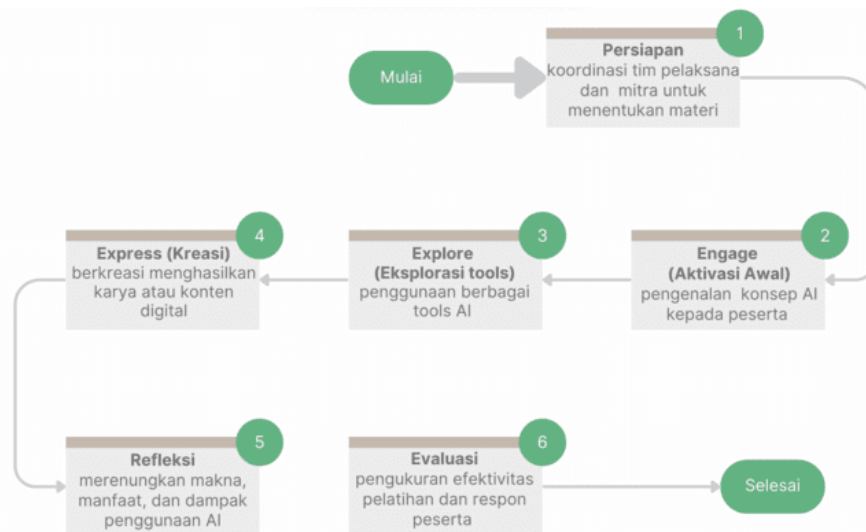 Mulai
1
Persiapan
koordinasi tim pelaksana
dan mitra untuk
menentukan materi
2
Engage
(Aktivasi Awal)
pengenalan konsep AI
kepada peserta
3
Explore
(Eksplorasi tools)
penggunaan berbagai
tools AI
4
Express (Kreasi)
berkreasi menghasilkan
karya atau konten
digital
5
Refleksi
merenungkan makna,
manfaat, dan dampak
penggunaan AI
6
Evaluasi
pengukuran efektivitas
pelatihan dan respon
peserta
Selesai